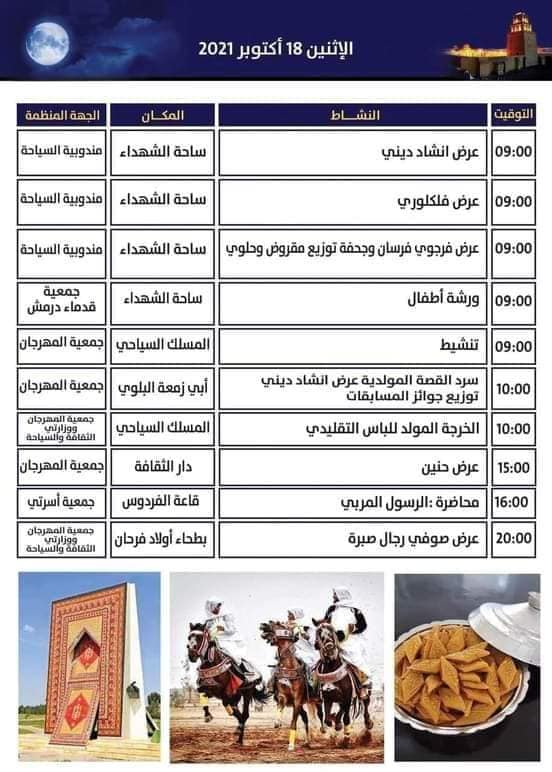 الإثنين 18 أكتوبر 2021
التوقيت النشـــاط المكـــان الجهة المنظمة
09:00 عرض انشاد ديني ساحة الشهداء مندوبية السياحة
09:00 عرض فلكلوري ساحة الشهداء مندوبية السياحة
09:00 عرض فرجوي فرسان وجحفة توزيع مقروض وحلوي ساحة الشهداء مندوبية السياحة
09:00 ورشة أطفال ساحة الشهداء جمعية
قدماء درمش
09:00 تنشيط المسلك السياحي جمعية المهرجان
10:00 سرد القصة المولدية عرض انشاد ديني
توزيع جوائز المسابقات أبي زمعة البلوي جمعية المهرجان
10:00 الخرجة المولد للباس التقليدي المسلك السياحي جمعية المهرجان
ووزارتي
الثقافة والسياحة
15:00 عرض حنين دار الثقافة جمعية المهرجان
16:00 محاضرة :الرسول المربي قاعة الفردوس جمعية أسرتي
20:00 عرض صوفي رجال صبرة بطحاء أولاد فرحان جمعية المهرجان
ووزارتي
الثقافة والسياحة